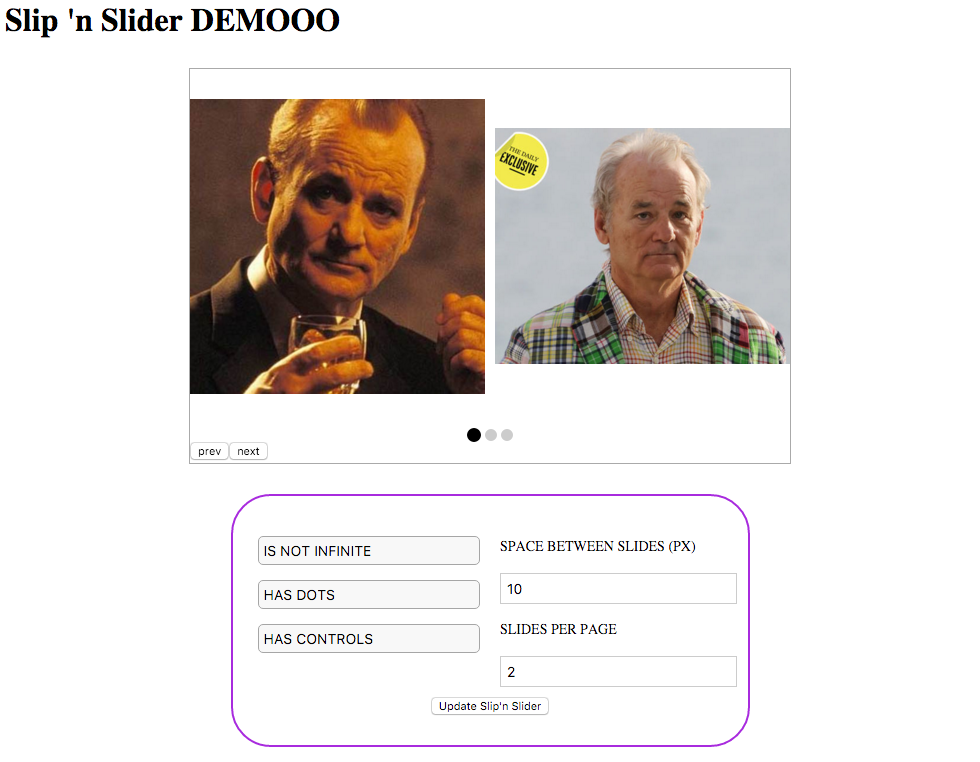 Slip 'n Slider DEMOOO
THE DAILY
EXCLUSIVE
prev next
IS NOT INFINITE
HAS DOTS
HAS CONTROLS
SPACE BETWEEN SLIDES (PX)
10
SLIDES PER PAGE
2
Update Slip'n Slider